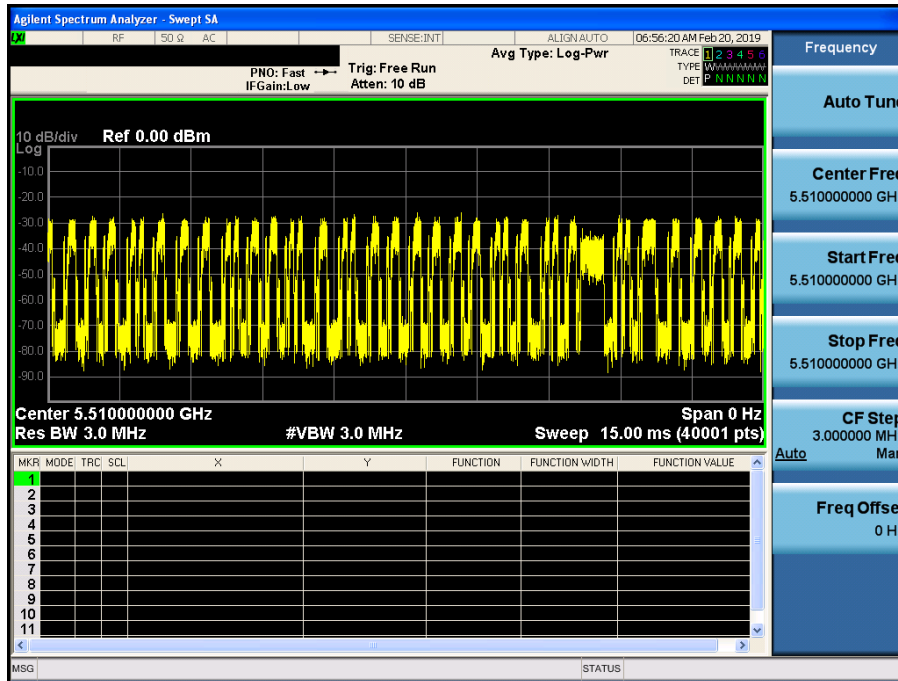 Agilent Spectrum Analyzer - Swept SA
LXI RF 50 Ω AC SENSE:INT ALIGN AUTO 06:56:20 AM Feb 20, 2019
Frequency
PNO: Fast
IFGain:Low
Trig: Free Run
Atten: 10 dB
Avg Type: Log-Pwr
TRACE 1 2 3 4 5 6
TYPE WWWWWW
DET P N N N N N
Auto Tun
10 dB/div Ref 0.00 dBm
Log
-10.0
-20.0
-30.0
-40.0
-50.0
-60.0
-70.0
-80.0
-90.0
Center Fre
5.510000000 GH
Start Fre
5.510000000 GH
Stop Fre
5.510000000 GH
CF Step
3.000000 MH
Auto Ma
Freq Offse
0 H
Center 5.510000000 GHz Span 0 Hz
Res BW 3.0 MHz #VBW 3.0 MHz Sweep 15.00 ms (40001 pts)
MKR MODE TRC SCL X Y FUNCTION FUNCTION WIDTH FUNCTION VALUE
1
2
3
4
5
6
7
8
9
10
11
MSG STATUS